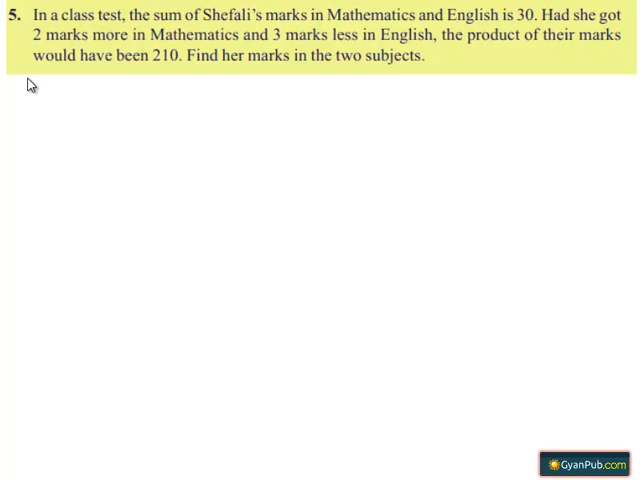 5. In a class test, the sum of Shefali’s marks in Mathematics and English is 30. Had she got
2 marks more in Mathematics and 3 marks less in English, the product of their marks
would have been 210. Find her marks in the two subjects.
GyanPub.com